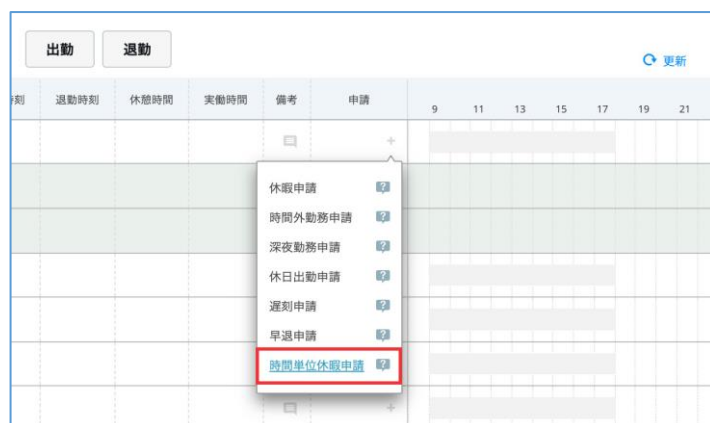 出勤 退勤
更新
時刻 退勤時刻 休憩時間 実働時間 備考 申請
9 11 13 15 17 19 21
+
休暇申請 ?
時間外勤務申請 ?
深夜勤務申請 ?
休日出勤申請 ?
遅刻申請 ?
早退申請 ?
時間単位休暇申請 ?
+